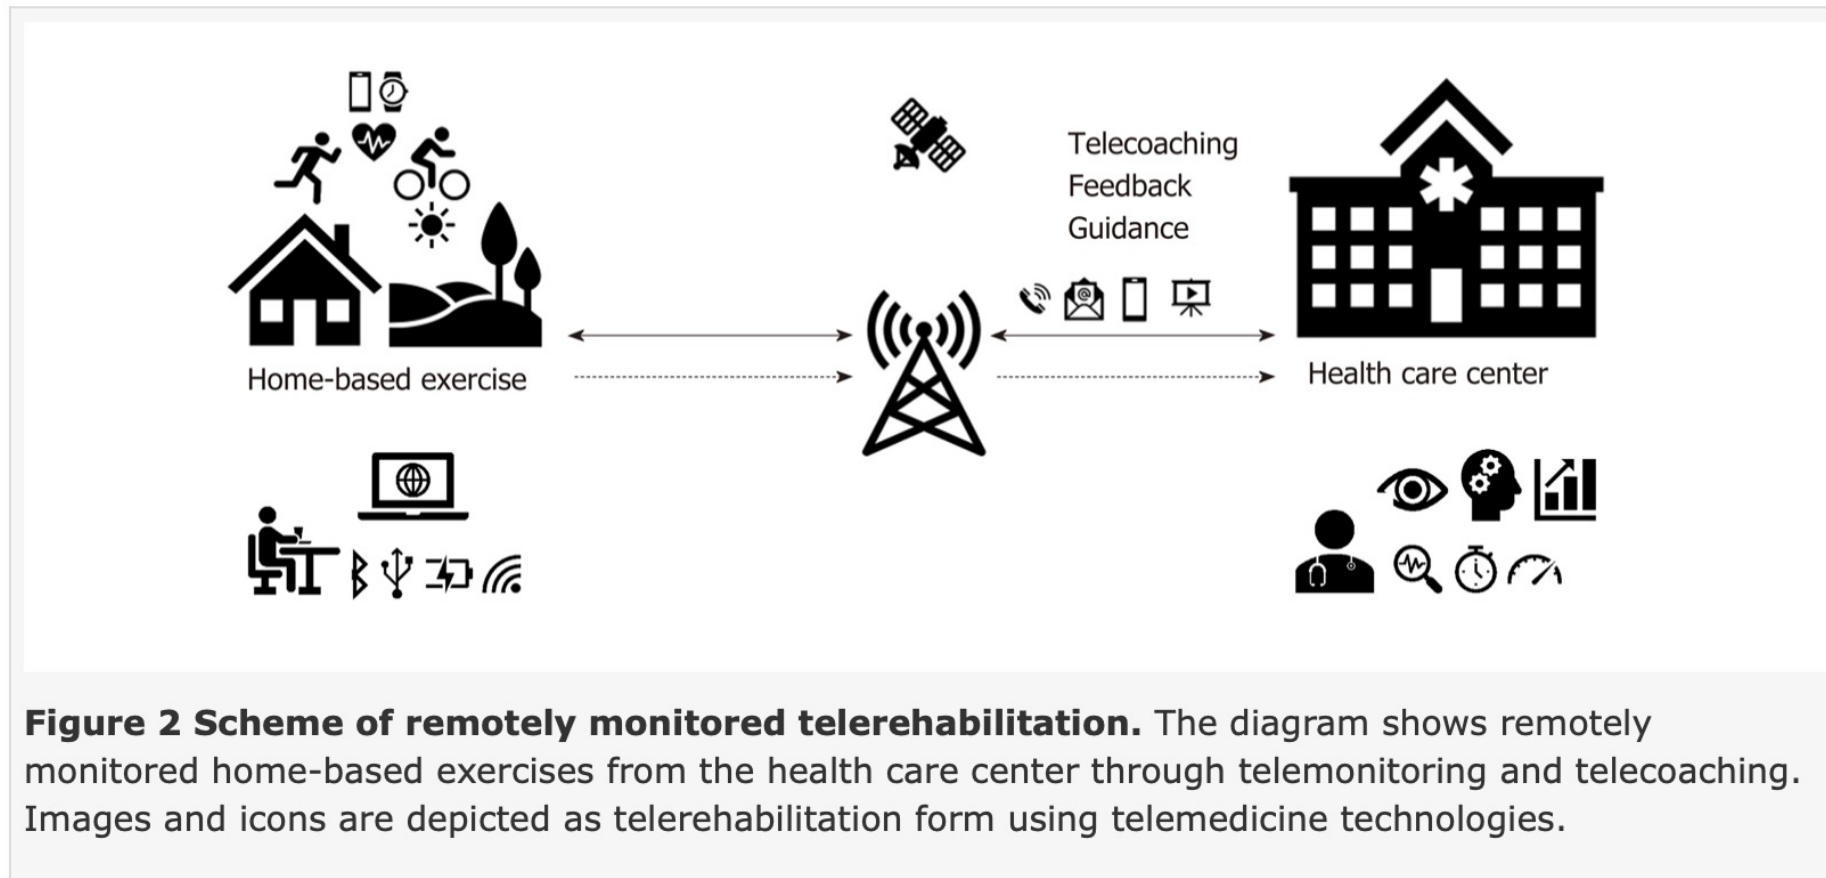 Telecoaching
Feedback
Guidance
Home-based exercise
Health care center
Figure 2 Scheme of remotely monitored telerehabilitation. The diagram shows remotely
monitored home-based exercises from the health care center through telemonitoring and telecoaching.
Images and icons are depicted as telerehabilitation form using telemedicine technologies.